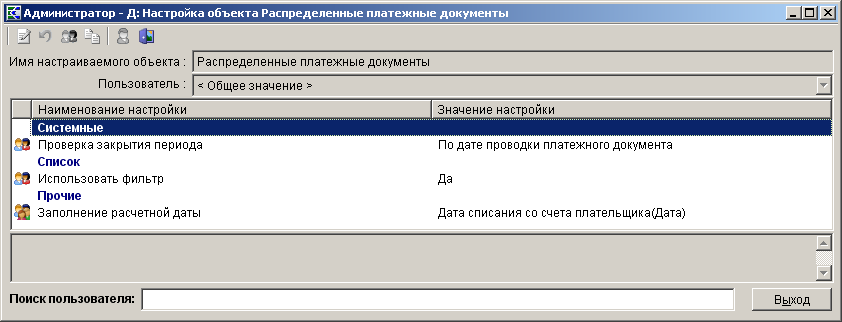 Администратор - Д: Настройка объекта Распределенные платежные документы
Имя настраиваемого объекта : Распределенные платежные документы
Пользователь : < Общее значение >
Наименование настройки Значение настройки
Системные
Проверка закрытия периода По дате проводки платежного документа
Список
Использовать фильтр Да
Прочие
Заполнение расчетной даты Дата списания со счета плательщика(Дата)
Поиск пользователя: Выход